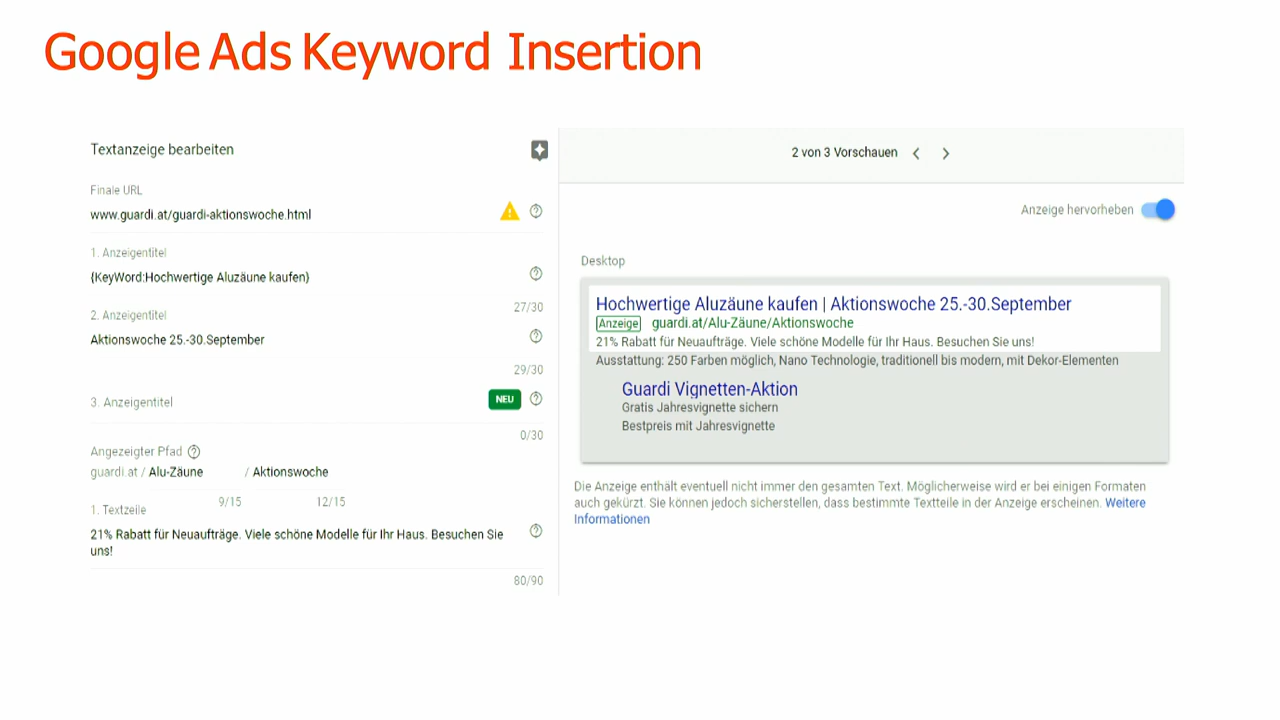 Google Ads Keyword Insertion
Textanzeige bearbeiten
Finale URL
www.guardi.at/guardi-aktionswoche.html
1. Anzeigentitel
{KeyWord:Hochwertige Aluzäune kaufen}
27/30
2. Anzeigentitel
Aktionswoche 25.-30.September
29/30
3. Anzeigentitel
NEU
0/30
Angezeigter Pfad
guardi.at / Alu-Zäune / Aktionswoche
9/15 12/15
1. Textzeile
21% Rabatt für Neuaufträge. Viele schöne Modelle für Ihr Haus. Besuchen Sie
uns!
80/90
2 von 3 Vorschauen
Anzeige hervorheben
Desktop
Hochwertige Aluzäune kaufen | Aktionswoche 25.-30.September
Anzeige guardi.at/Alu-Zäune/Aktionswoche
21% Rabatt für Neuaufträge. Viele schöne Modelle für Ihr Haus. Besuchen Sie uns!
Ausstattung: 250 Farben möglich, Nano Technologie, traditionell bis modern, mit Dekor-Elementen
Guardi Vignetten-Aktion
Gratis Jahresvignette sichern
Bestpreis mit Jahresvignette
Die Anzeige enthält eventuell nicht immer den gesamten Text. Möglicherweise wird er bei einigen Formaten
auch gekürzt. Sie können jedoch sicherstellen, dass bestimmte Textteile in der Anzeige erscheinen. Weitere
Informationen